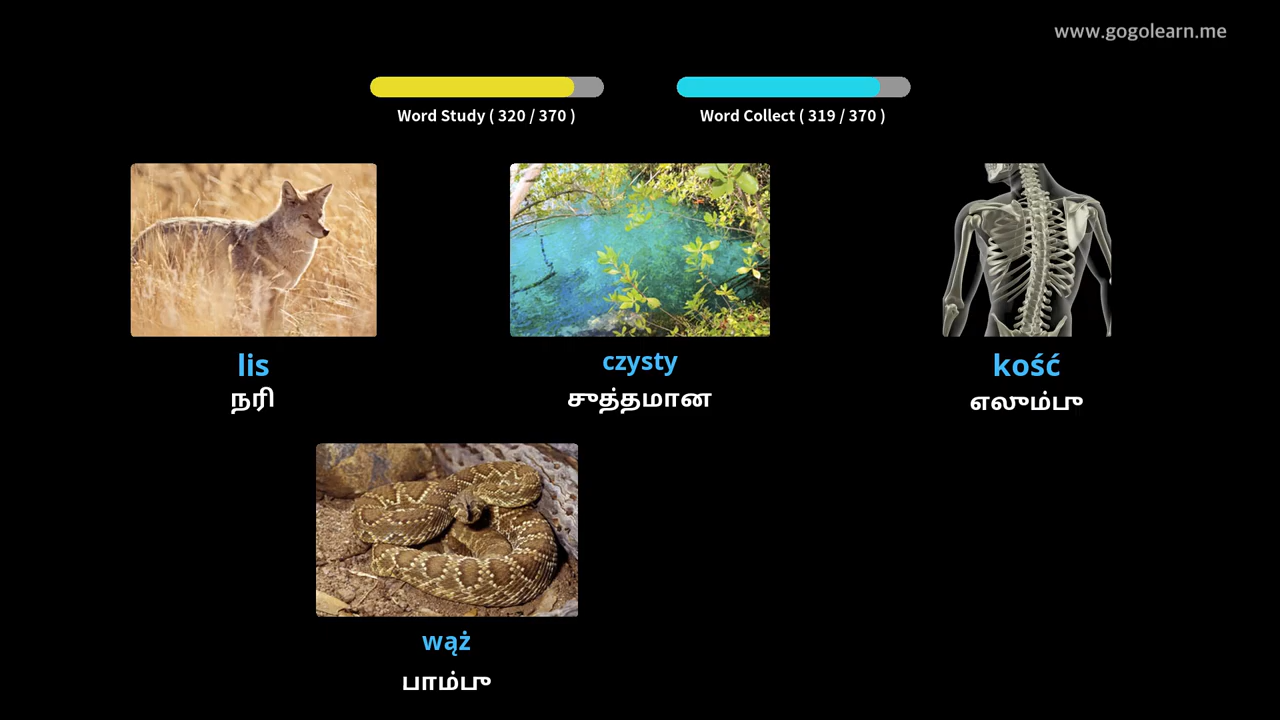 www.gogolearn.me
Word Study ( 320 / 370 )
Word Collect ( 319 / 370 )
lis
நரி
czysty
சுத்தமான
kość
எலும்பு
wąż
பாம்பு